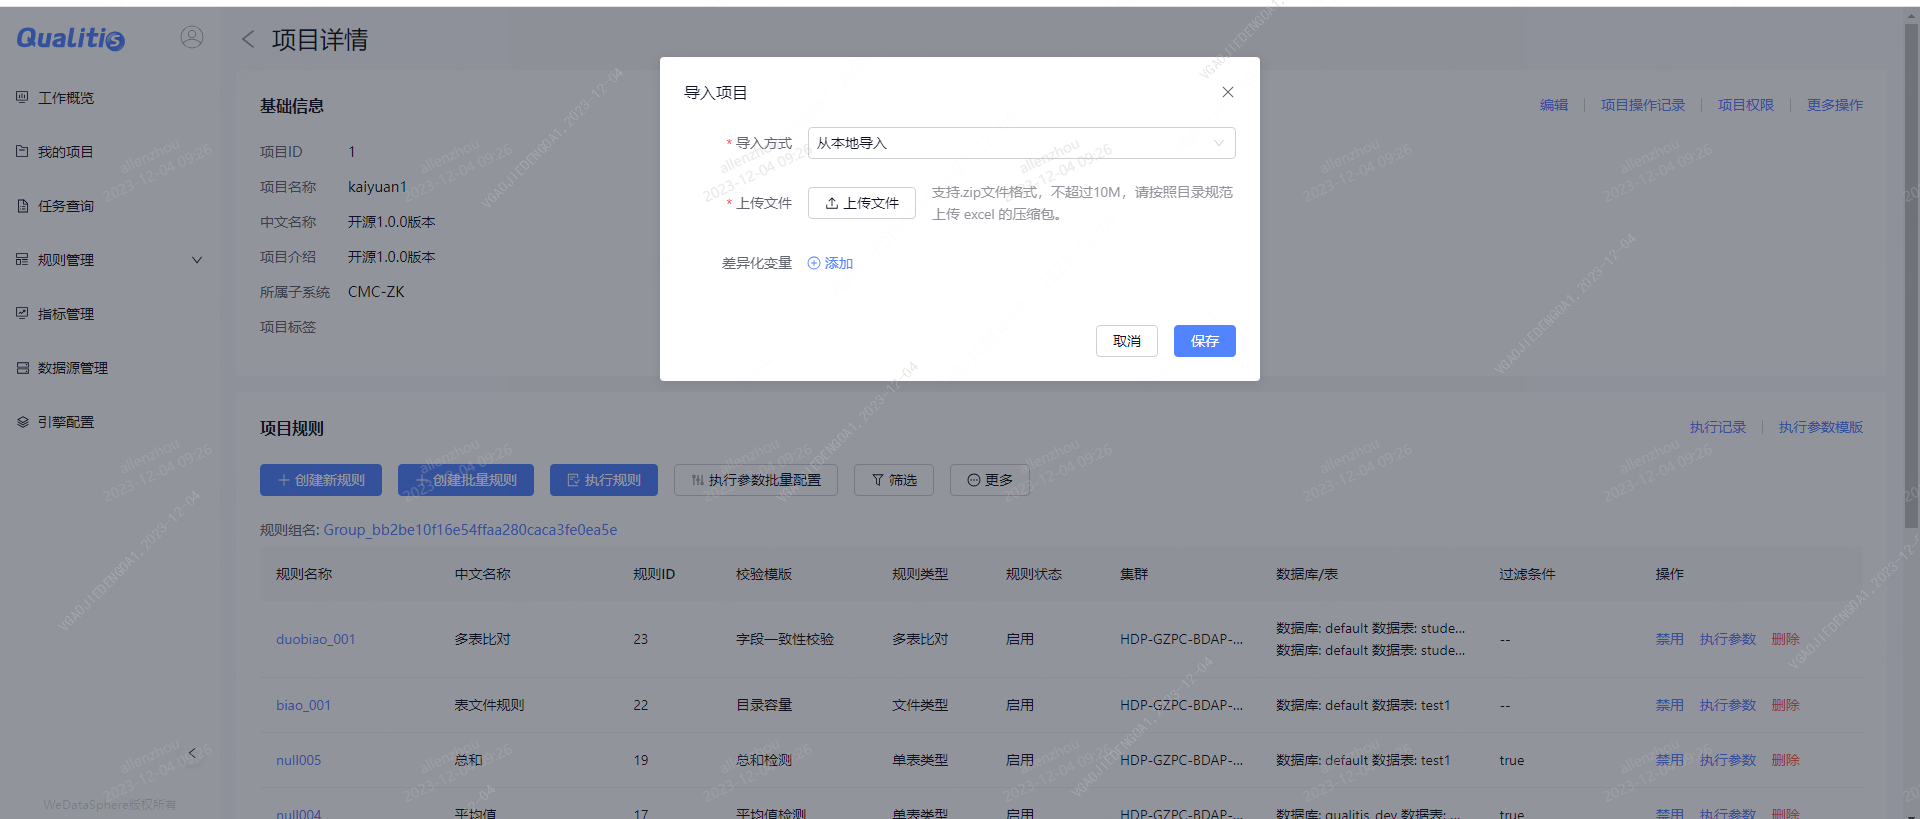 Qualitis
工作概览
我的项目
任务查询
规则管理
指标管理
数据源管理
引擎配置
WeDataSphere版权所有
项目详情
基础信息
编辑
项目操作记录
项目权限
更多操作
项目ID 1
项目名称 kaiyuan1
中文名称 开源1.0.0版本
项目介绍 开源1.0.0版本
所属子系统 CMC-ZK
项目标签
导入项目
* 导入方式 从本地导入
* 上传文件 上传文件
支持.zip文件格式，不超过10M，请按照目录规范
上传 excel 的压缩包。
差异化变量 添加
取消
保存
项目规则
执行记录
执行参数模版
创建新规则
创建批量规则
执行规则
执行参数批量配置
筛选
更多
规则组名: Group_bb2be10f16e54ffaa280caca3fe0ea5e
规则名称 中文名称 规则ID 校验模版 规则类型 规则状态 集群 数据库/表 过滤条件 操作
duobiao_001 多表比对 23 字段一致性校验 多表比对 启用 HDP-GZPC-BDAP-... 数据库: default 数据表: stude... -- 禁用 执行参数 删除
数据库: default 数据表: stude...
biao_001 表文件规则 22 目录容量 文件类型 启用 HDP-GZPC-BDAP-... 数据库: default 数据表: test1 -- 禁用 执行参数 删除
null005 总和 19 总和检测 单表类型 启用 HDP-GZPC-BDAP-... 数据库: default 数据表: test1 true 禁用 执行参数 删除
null004 平均值 17 平均值检测 单表类型 启用 HDP-GZPC-BDAP-... 数据库: qualitis_dev 数据表: ... true 禁用 执行参数 删除
allenzhou
2023-12-04 09:26
VGAOJIEDENGOA1, 2023-12-04